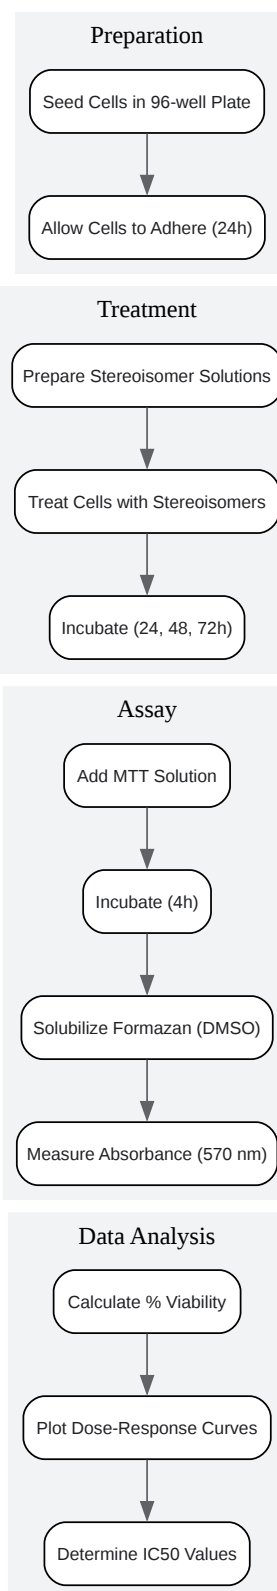 Preparation
Seed Cells in 96-well Plate
Allow Cells to Adhere (24h)
Treatment
Prepare Stereoisomer Solutions
Treat Cells with Stereoisomers
Incubate (24, 48, 72h)
Assay
Add MTT Solution
Incubate (4h)
Solubilize Formazan (DMSO)
Measure Absorbance (570 nm)
Data Analysis
Calculate % Viability
Plot Dose-Response Curves
Determine IC50 Values